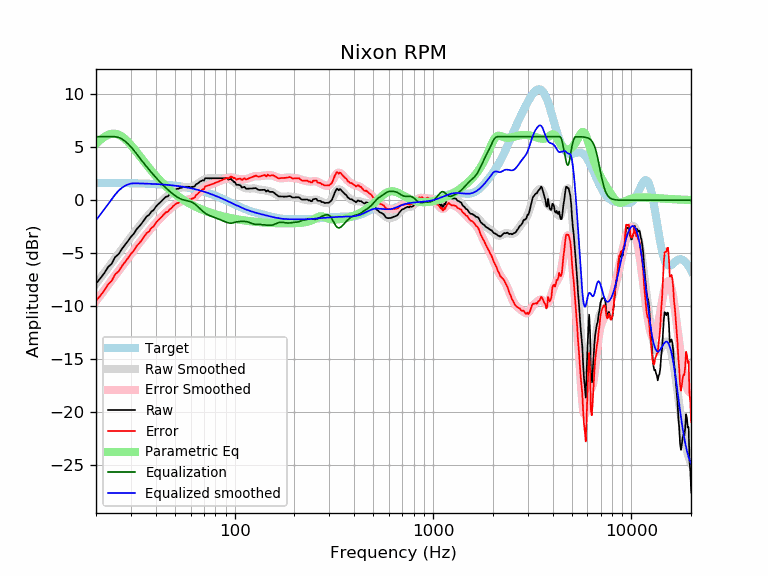 Nixon RPM
Amplitude (dBr)
10
5
0
−5
−10
−15
−20
−25
Target
Raw Smoothed
Error Smoothed
Raw
Error
Parametric Eq
Equalization
Equalized smoothed
100
1000
10000
Frequency (Hz)